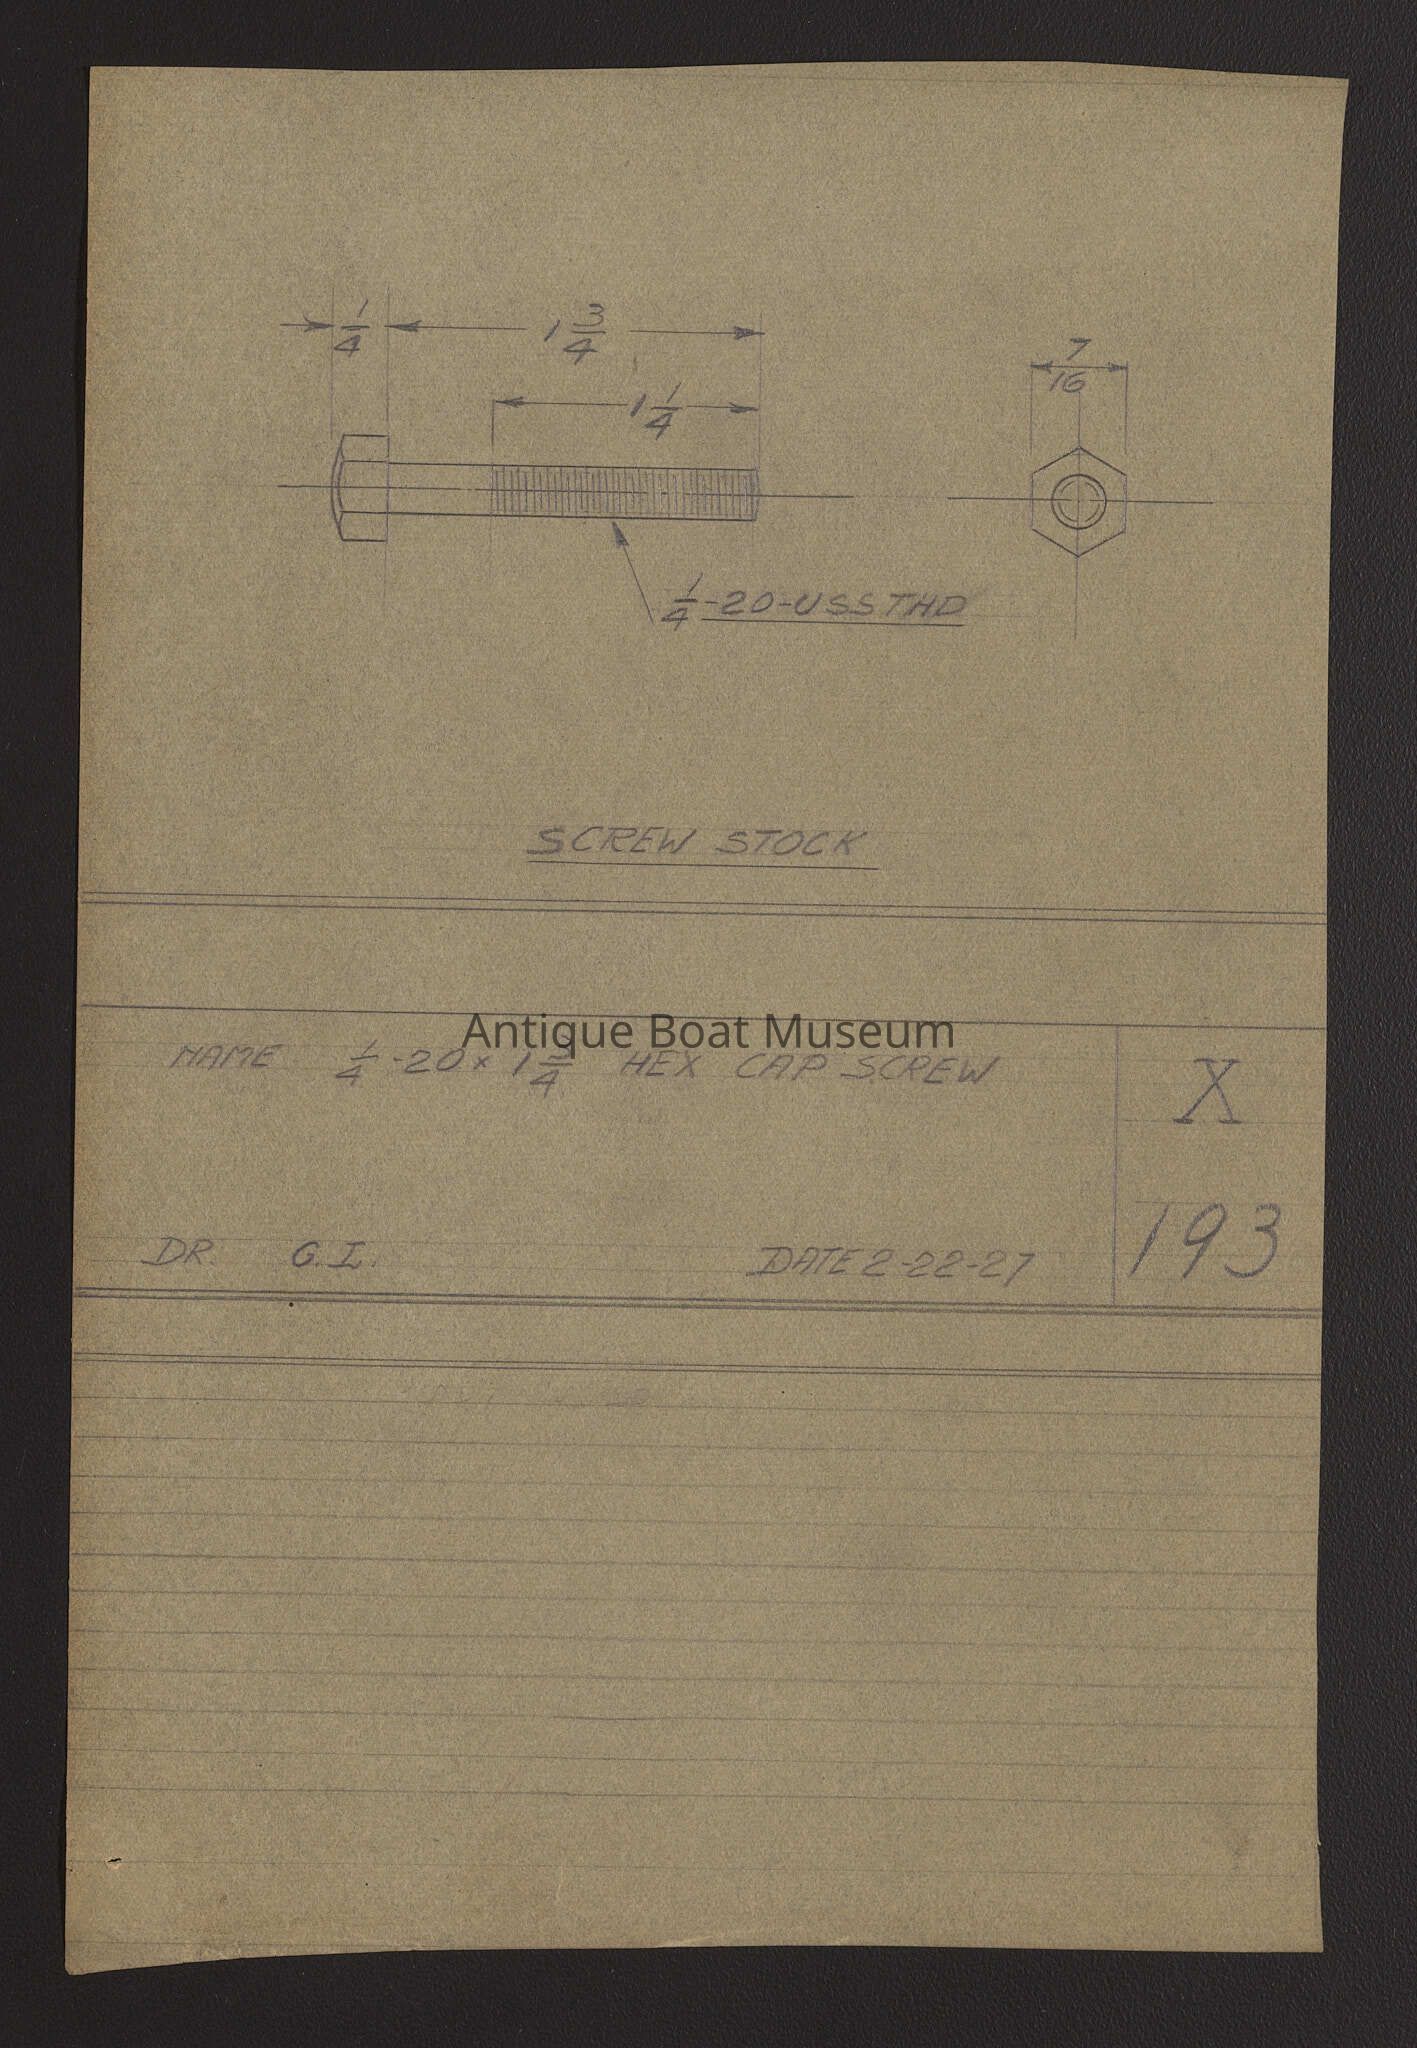 1/4 1 3/4
1 1/4
7/16
1/4-20-USS THD
SCREW STOCK
Antique Boat Museum
NAME 1/4-20 x 1 3/4 HEX CAP SCREW
X
193
DR. G.I. DATE 2-22-27